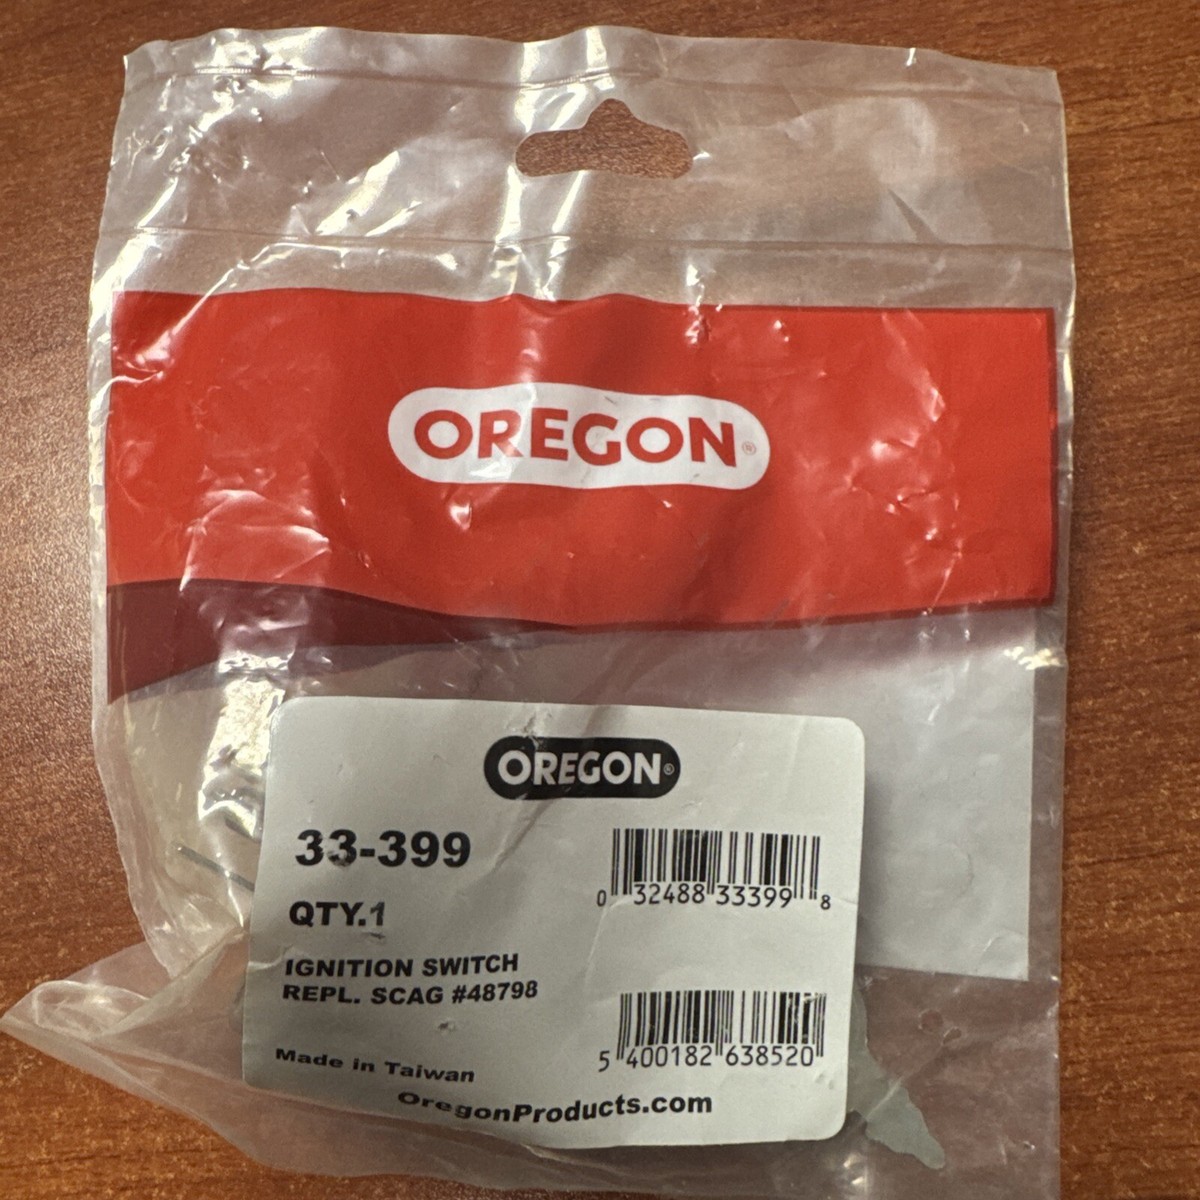 OREGON®
OREGON®
33-399
QTY.1
IGNITION SWITCH
REPL. SCAG #48798
Made in Taiwan
OregonProducts.com
0 32488 33399 8
5 400182 638520